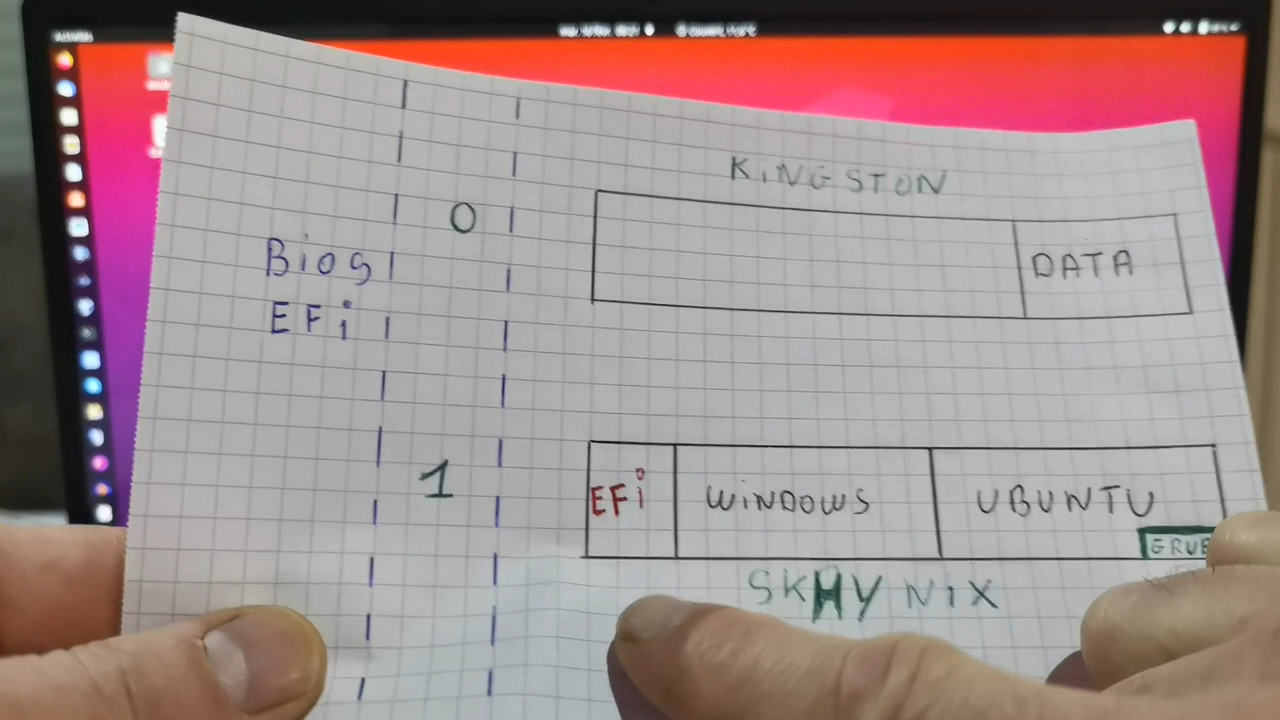 KiNGSTON
0
Bios
EFi
DATA
1
EFi
WiNDOWS
UBUNTU
GRUB
SKHYNiX